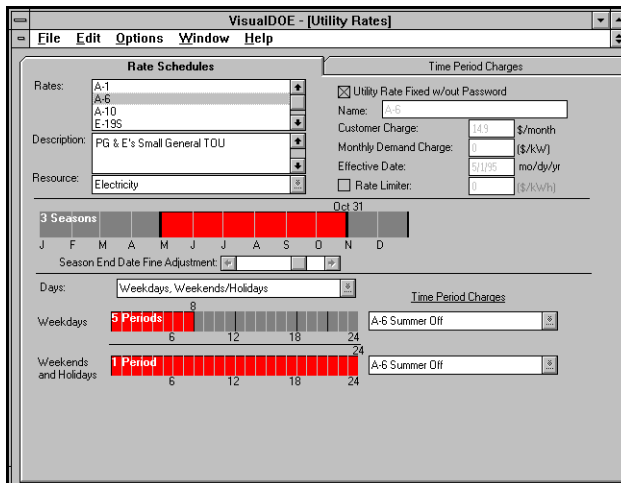 VisualDOE - [Utility Rates]
File Edit Options Window Help
Rate Schedules
Time Period Charges
Rates:
A-1
A-6
A-10
E-19S
Description:
PG & E's Small General TOU
Resource:
Electricity
Utility Rate Fixed w/out Password
Name: A-6
Customer Charge: 14.9 $/month
Monthly Demand Charge: 0 ($/kW)
Effective Date: 5/1/95 mo/dy/yr
Rate Limiter: 0 ($/kWh)
Oct 31
3 Seasons
J F M A M J J A S O N D
Season End Date Fine Adjustment:
Days: Weekdays, Weekends/Holidays
Time Period Charges
8
Weekdays 5 Periods A-6 Summer Off
6 12 18 24
24
Weekends
and Holidays
1 Period A-6 Summer Off
6 12 18 24